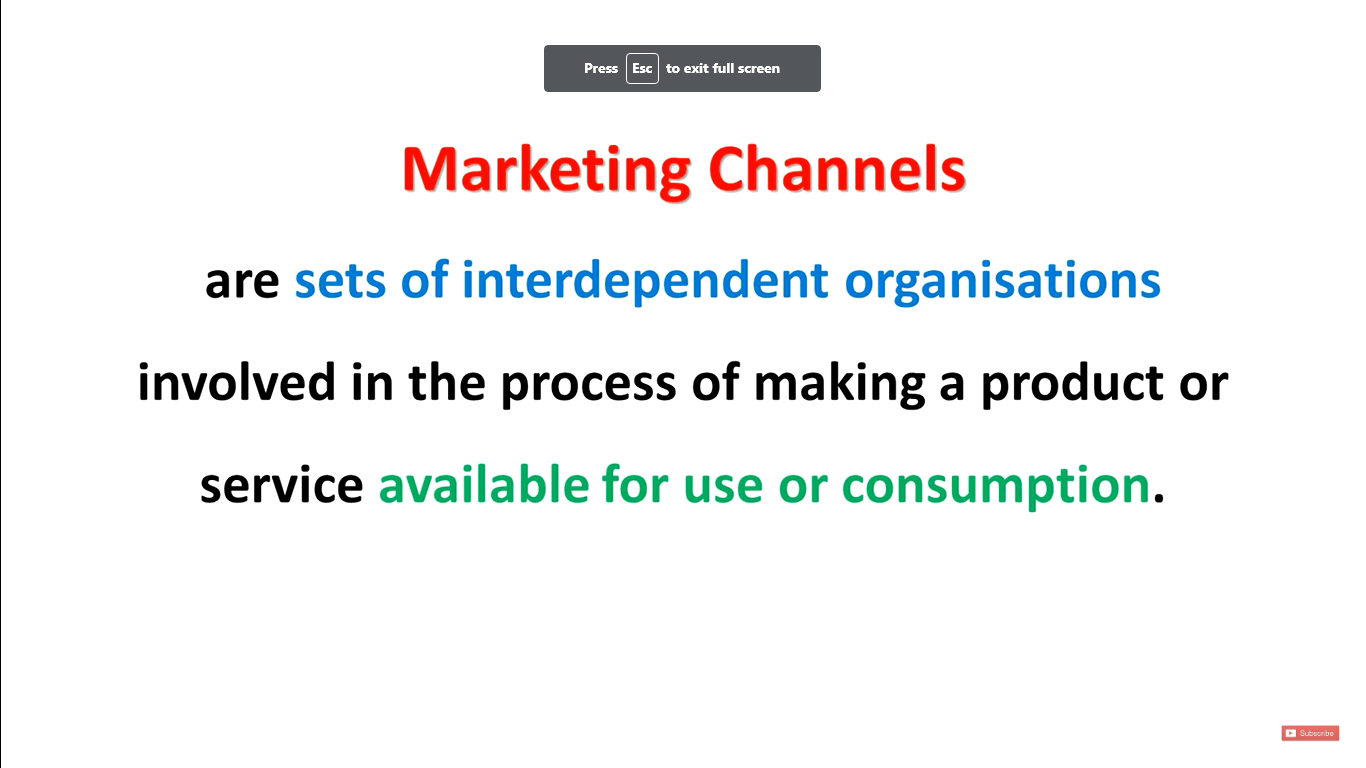 Press Esc to exit full screen
Marketing Channels
are sets of interdependent organisations
involved in the process of making a product or
service available for use or consumption.
Subscribe